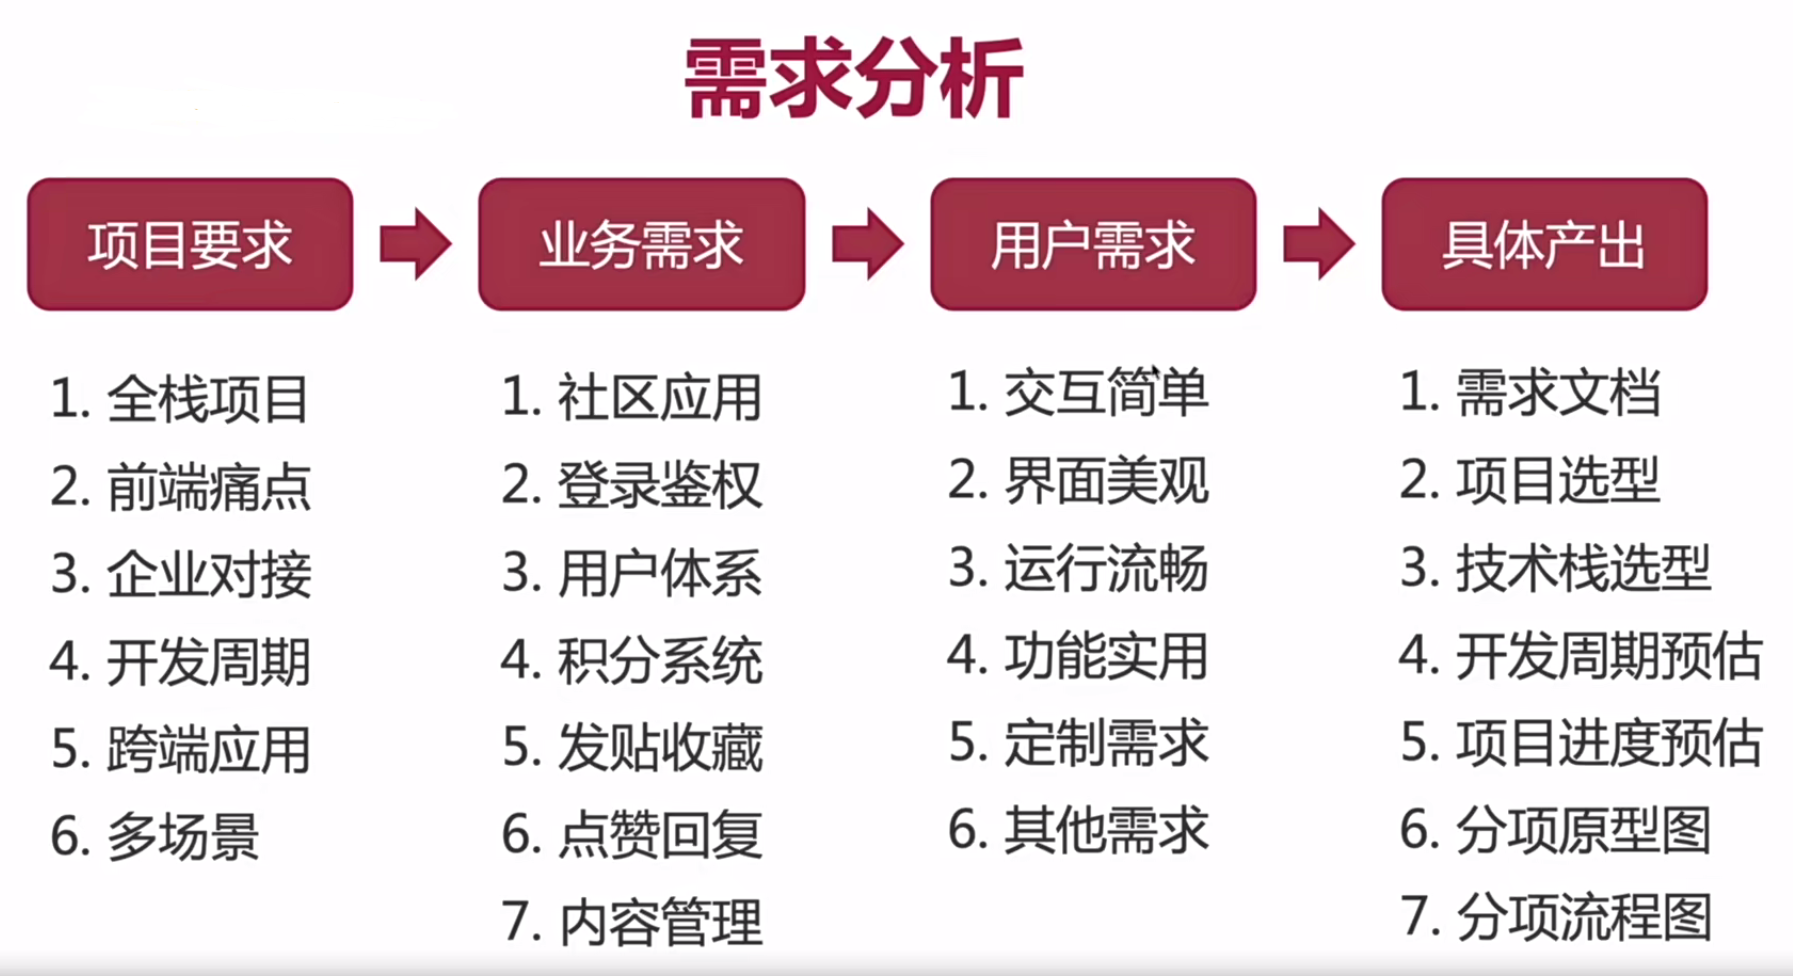 需求分析
项目要求
1. 全栈项目
2. 前端痛点
3. 企业对接
4. 开发周期
5. 跨端应用
6. 多场景
业务需求
1. 社区应用
2. 登录鉴权
3. 用户体系
4. 积分系统
5. 发贴收藏
6. 点赞回复
7. 内容管理
用户需求
1. 交互简单
2. 界面美观
3. 运行流畅
4. 功能实用
5. 定制需求
6. 其他需求
具体产出
1. 需求文档
2. 项目选型
3. 技术栈选型
4. 开发周期预估
5. 项目进度预估
6. 分项原型图
7. 分项流程图